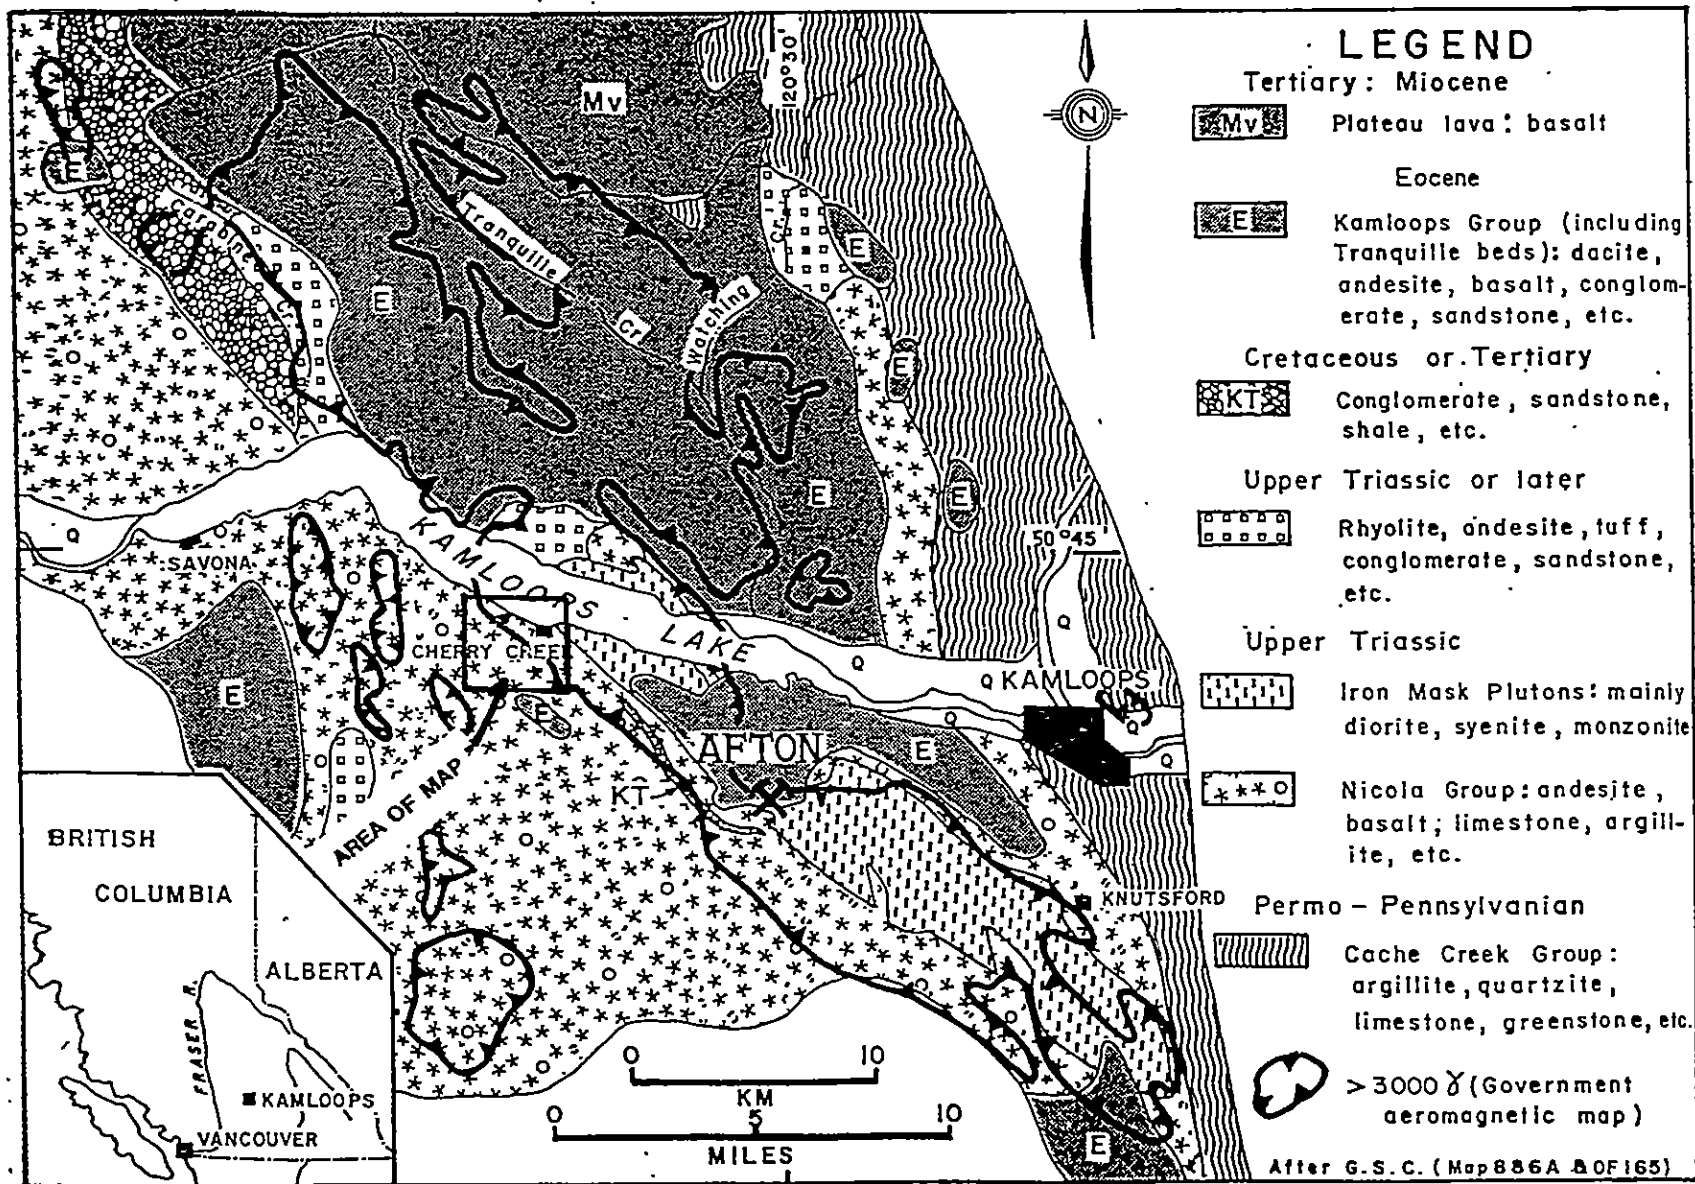 LEGEND
Tertiary: Miocene
Mv
Plateau lava: basalt
Eocene
E
Kamloops Group (including
Tranquille beds): dacite,
andesite, basalt, conglom-
erate, sandstone, etc.
Cretaceous or Tertiary
KT
Conglomerate, sandstone,
shale, etc.
Upper Triassic or later
Rhyolite, andesite, tuff,
conglomerate, sandstone,
etc.
Upper Triassic
Iron Mask Plutons: mainly
diorite, syenite, monzonite
Nicola Group: andesite,
basalt; limestone, argill-
ite, etc.
Permo - Pennsylvanian
Cache Creek Group:
argillite, quartzite,
limestone, greenstone, etc.
>3000 ɣ (Government
aeromagnetic map)
After G.S.C. (Map 886A & OF 165)
N
120°30'
Mv
E
Carabine
Cr.
Tranquille
Cr
Watching
Cr.
E
E
E
E
E
50°45'
Q
SAVONA
KAMLOOPS LAKE
CHERRY CREEK
Q
Q
Q KAMLOOPS
Q
Q
Q
E
E
AFTON
E
KT
AREA OF MAP
KNUTSFORD
E
BRITISH
COLUMBIA
ALBERTA
FRASER R.
KAMLOOPS
VANCOUVER
0 10
KM
0 5 10
MILES